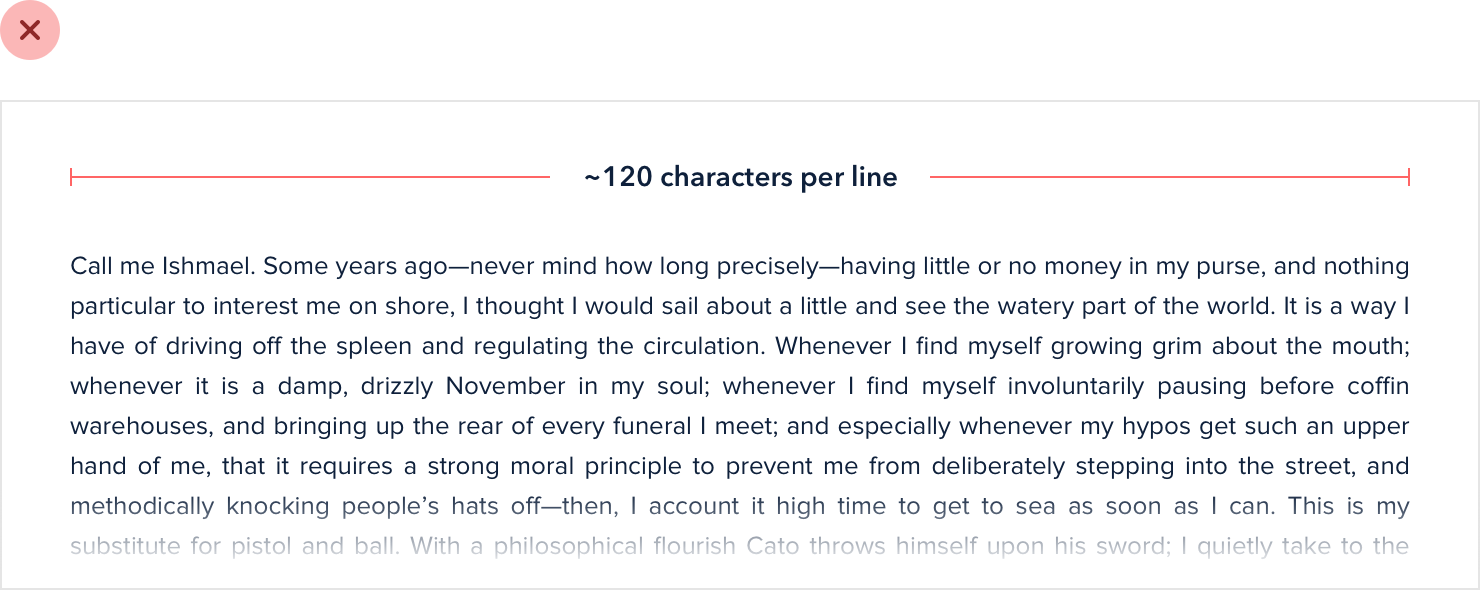 ~120 characters per line
Call me Ishmael. Some years ago—never mind how long precisely—having little or no money in my purse, and nothing
particular to interest me on shore, I thought I would sail about a little and see the watery part of the world. It is a way I
have of driving off the spleen and regulating the circulation. Whenever I find myself growing grim about the mouth;
whenever it is a damp, drizzly November in my soul; whenever I find myself involuntarily pausing before coffin
warehouses, and bringing up the rear of every funeral I meet; and especially whenever my hypos get such an upper
hand of me, that it requires a strong moral principle to prevent me from deliberately stepping into the street, and
methodically knocking people’s hats off—then, I account it high time to get to sea as soon as I can. This is my
substitute for pistol and ball. With a philosophical flourish Cato throws himself upon his sword; I quietly take to the